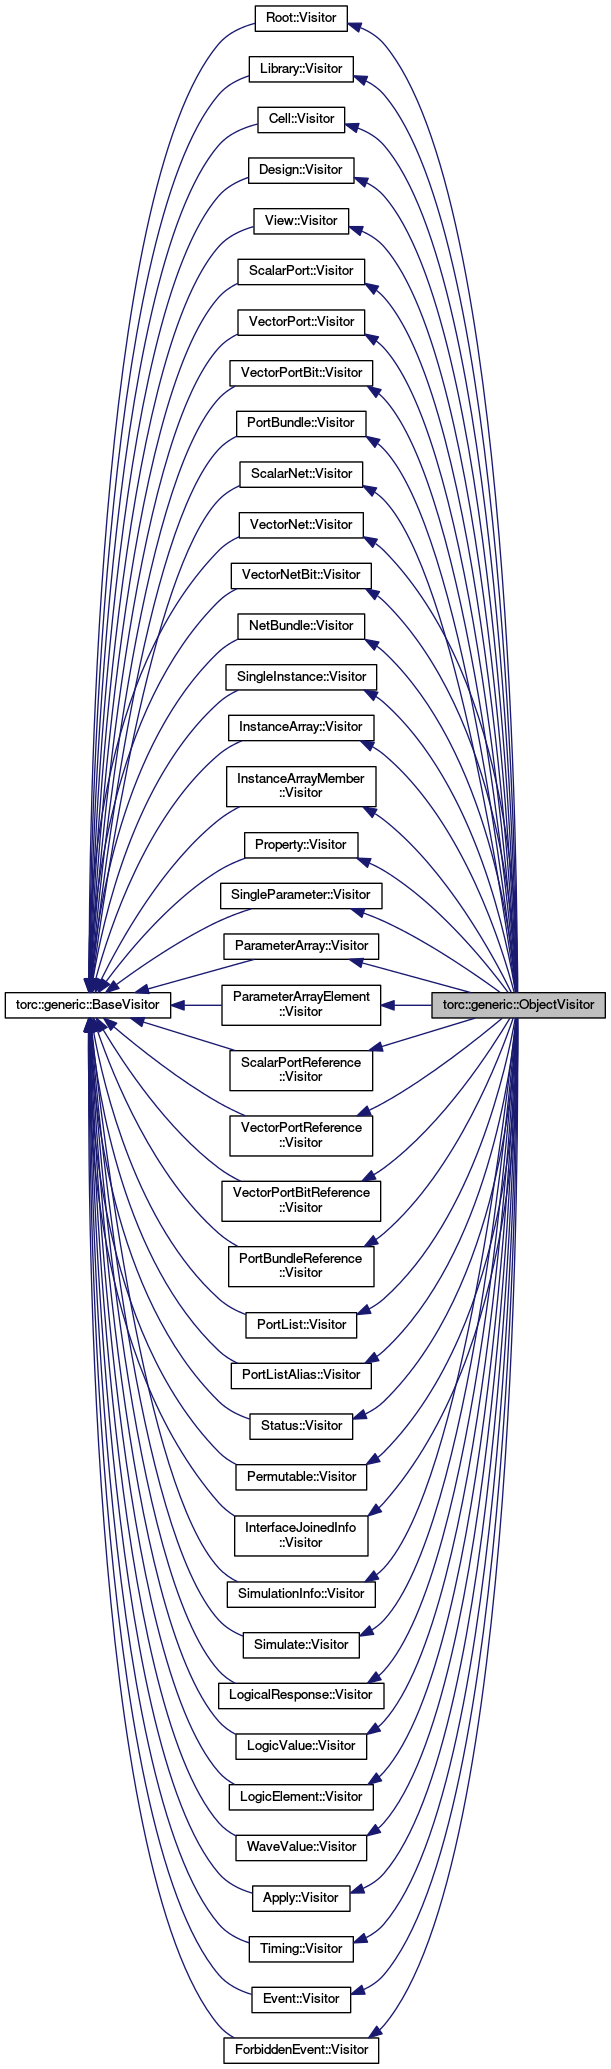 Root::Visitor
Library::Visitor
Cell::Visitor
Design::Visitor
View::Visitor
ScalarPort::Visitor
VectorPort::Visitor
VectorPortBit::Visitor
PortBundle::Visitor
ScalarNet::Visitor
VectorNet::Visitor
VectorNetBit::Visitor
NetBundle::Visitor
SingleInstance::Visitor
InstanceArray::Visitor
InstanceArrayMember
::Visitor
Property::Visitor
SingleParameter::Visitor
ParameterArray::Visitor
torc::generic::BaseVisitor
ParameterArrayElement
::Visitor
torc::generic::ObjectVisitor
ScalarPortReference
::Visitor
VectorPortReference
::Visitor
VectorPortBitReference
::Visitor
PortBundleReference
::Visitor
PortList::Visitor
PortListAlias::Visitor
Status::Visitor
Permutable::Visitor
InterfaceJoinedInfo
::Visitor
SimulationInfo::Visitor
Simulate::Visitor
LogicalResponse::Visitor
LogicValue::Visitor
LogicElement::Visitor
WaveValue::Visitor
Apply::Visitor
Timing::Visitor
Event::Visitor
ForbiddenEvent::Visitor